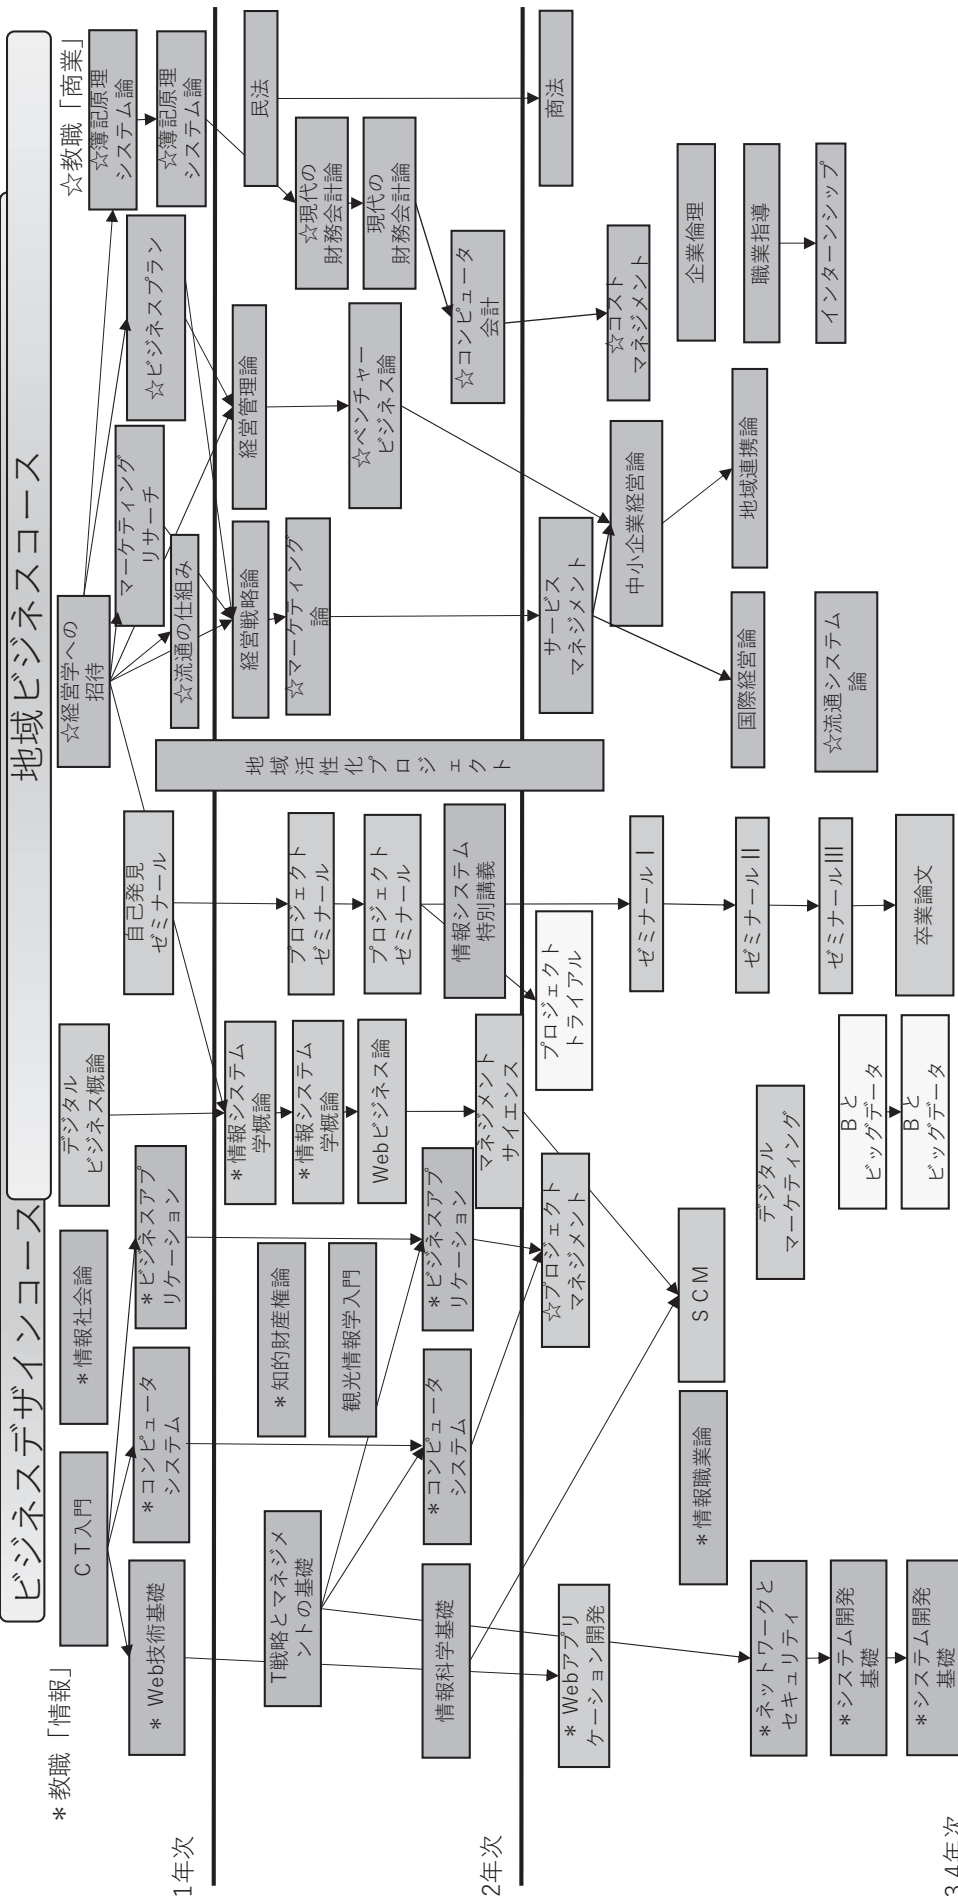 ビジネスデザインコース
地域ビジネスコース
＊教職「情報」
☆教職「商業」
ＣＴ入門
＊情報社会論
デジタル
ビジネス概論
☆経営学への
招待
☆簿記原理
システム論
＊ Web技術基礎
＊コンピュータ
システム
＊ビジネスアプ
リケーション
自己発見
ゼミナール
マーケティング
リサーチ
☆ビジネスプラン
☆簿記原理
システム論
☆流通の仕組み
1年次
地域活性化プロジェクト
＊情報システム
学概論
経営戦略論
経営管理論
民法
T戦略とマネジメ
ントの基礎
＊知的財産権論
＊情報システム
学概論
プロジェクト
ゼミナール
☆マーケティング
論
☆現代の
財務会計論
観光情報学入門
Webビジネス論
プロジェクト
ゼミナール
☆ベンチャー
ビジネス論
現代の
財務会計論
情報科学基礎
＊コンピュータ
システム
＊ビジネスアプ
リケーション
マネジメント
サイエンス
情報システム
特別講義
☆コンピュータ
会計
2年次
＊ Webアプリ
ケーション開発
☆プロジェクト
マネジメント
プロジェクト
トライアル
サービス
マネジメント
商法
ゼミナールⅠ
中小企業経営論
☆コスト
マネジメント
＊情報職業論
ＳＣＭ
企業倫理
＊ネットワークと
セキュリティ
デジタル
マーケティング
ゼミナールⅡ
国際経営論
地域連携論
職業指導
＊システム開発
基礎
Ｂと
ビッグデータ
ゼミナールⅢ
☆流通システム
論
インターンシップ
＊システム開発
基礎
Ｂと
ビッグデータ
卒業論文
3,4年次